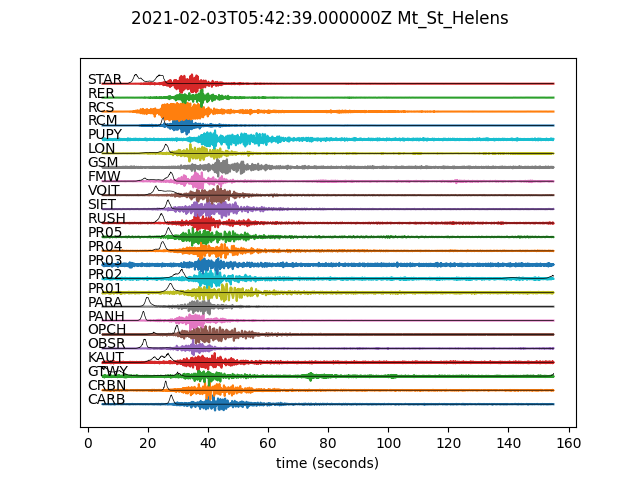 2021-02-03T05:42:39.000000Z Mt_St_Helens
STAR
RER
RCS
RCM
PUPY
LON
GSM
FMW
VOIT
SIFT
RUSH
PR05
PR04
PR03
PR02
PR01
PARA
PANH
OPCH
OBSR
KAUT
GTWY
CRBN
CARB
0 20 40 60 80 100 120 140 160
time (seconds)